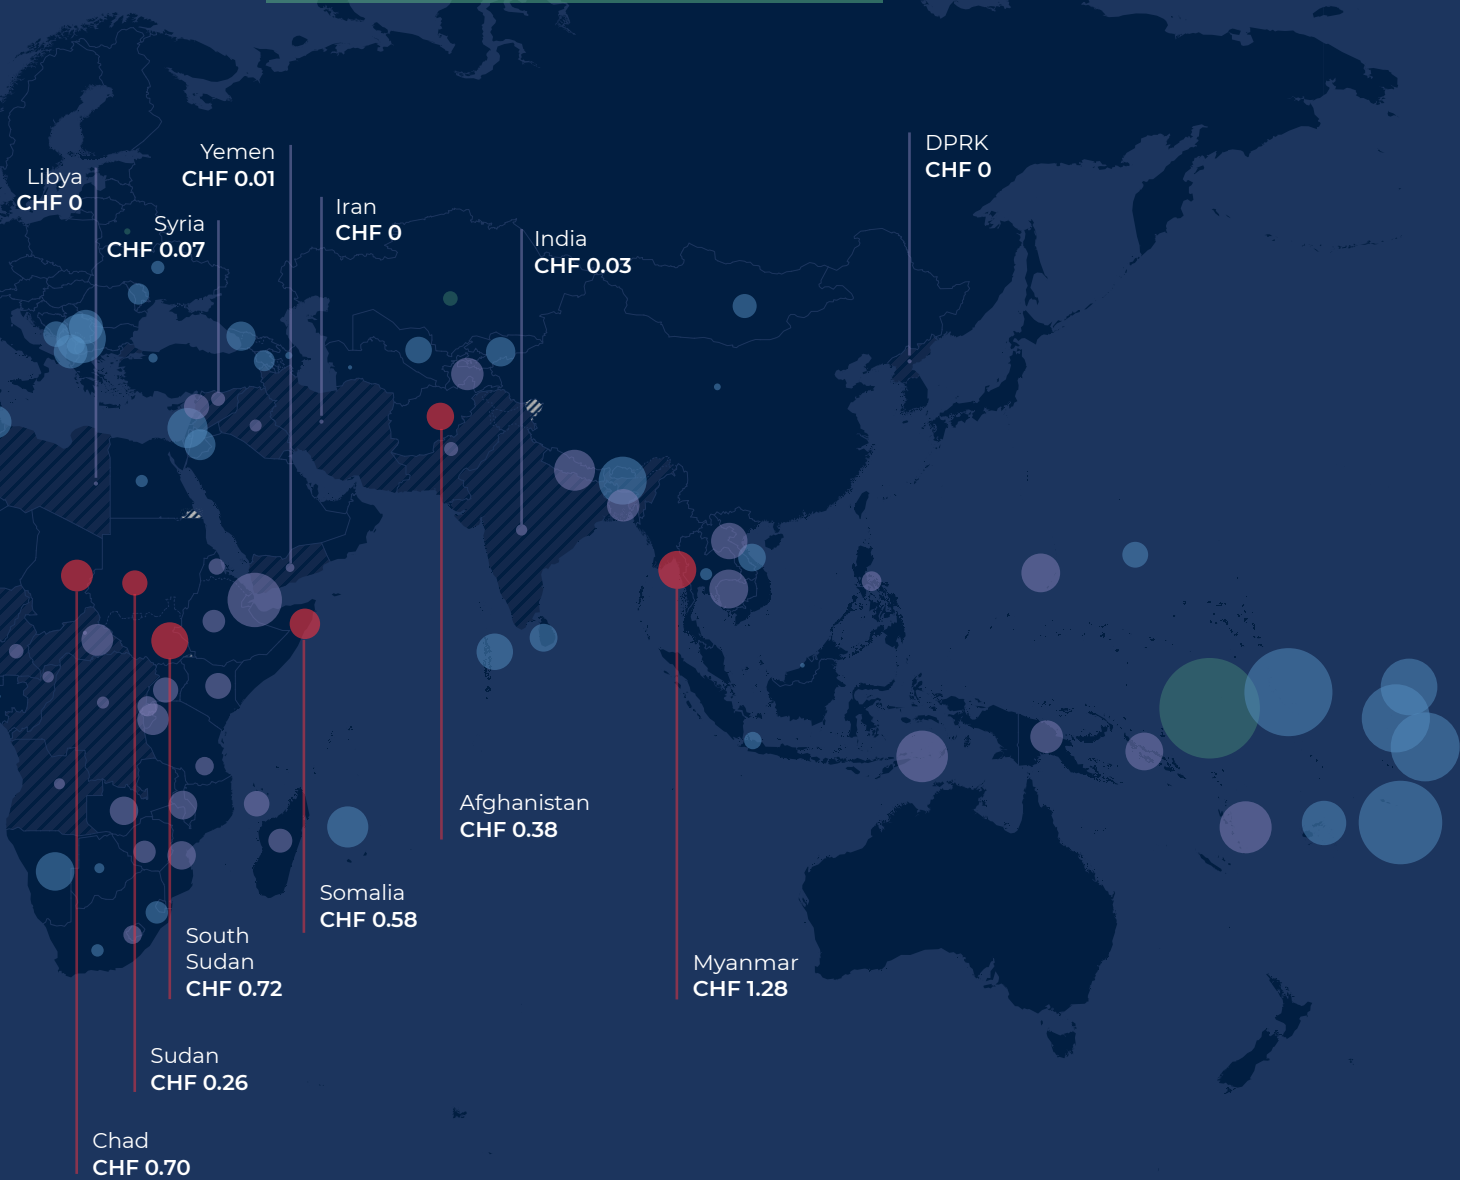 DPRK
CHF 0
Yemen
CHF 0.01
Libya
CHF 0
Iran
CHF 0
Syria
CHF 0.07
India
CHF 0.03
Afghanistan
CHF 0.38
Somalia
CHF 0.58
South
Sudan
CHF 0.72
Myanmar
CHF 1.28
Sudan
CHF 0.26
Chad
CHF 0.70